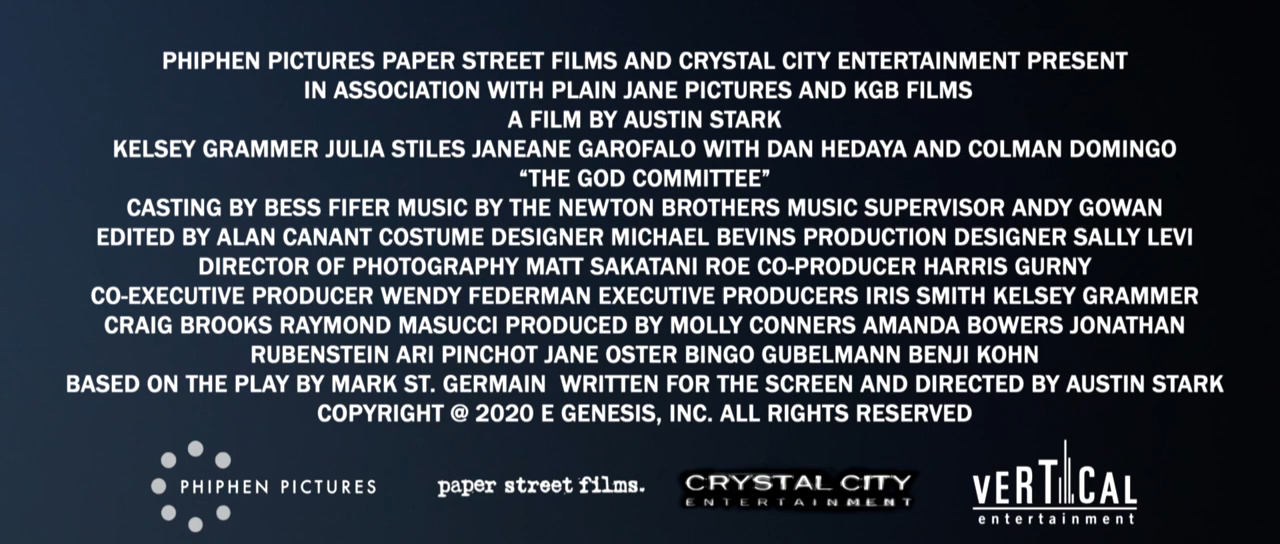 PHIPHEN PICTURES PAPER STREET FILMS AND CRYSTAL CITY ENTERTAINMENT PRESENT
IN ASSOCIATION WITH PLAIN JANE PICTURES AND KGB FILMS
A FILM BY AUSTIN STARK
KELSEY GRAMMER JULIA STILES JANEANE GAROFALO WITH DAN HEDAYA AND COLMAN DOMINGO
“THE GOD COMMITTEE”
CASTING BY BESS FIFER MUSIC BY THE NEWTON BROTHERS MUSIC SUPERVISOR ANDY GOWAN
EDITED BY ALAN CANANT COSTUME DESIGNER MICHAEL BEVINS PRODUCTION DESIGNER SALLY LEVI
DIRECTOR OF PHOTOGRAPHY MATT SAKATANI ROE CO-PRODUCER HARRIS GURNY
CO-EXECUTIVE PRODUCER WENDY FEDERMAN EXECUTIVE PRODUCERS IRIS SMITH KELSEY GRAMMER
CRAIG BROOKS RAYMOND MASUCCI PRODUCED BY MOLLY CONNERS AMANDA BOWERS JONATHAN
RUBENSTEIN ARI PINCHOT JANE OSTER BINGO GUBELMANN BENJI KOHN
BASED ON THE PLAY BY MARK ST. GERMAIN WRITTEN FOR THE SCREEN AND DIRECTED BY AUSTIN STARK
COPYRIGHT @ 2020 E GENESIS, INC. ALL RIGHTS RESERVED
PHIPHEN PICTURES
paper street films.
CRYSTAL CITY
ENTERTAINMENT
VERTICAL
entertainment